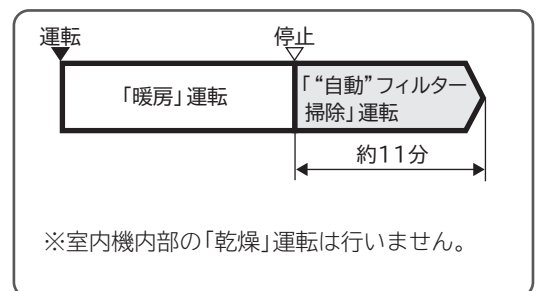 運転 停止
「暖房」運転
「“自動”フィルター
掃除」運転
約11分
※室内機内部の「乾燥」運転は行いません。